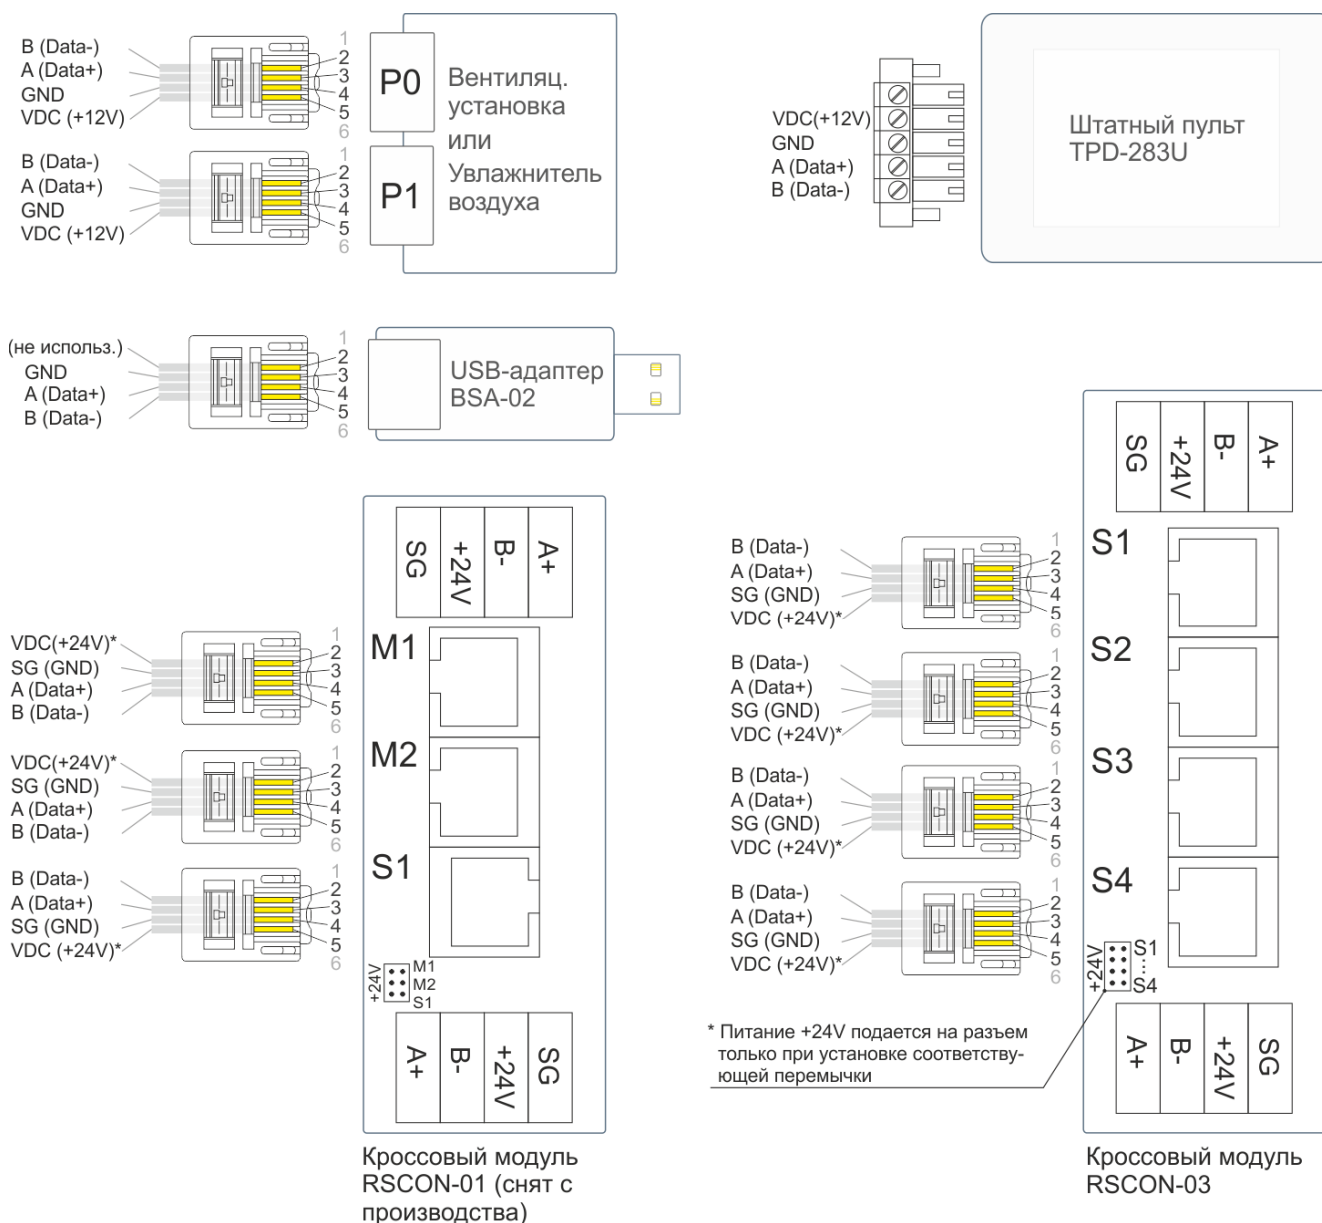 B (Data-)
A (Data+)
GND
VDC (+12V)
1
2
3
4
5
6
P0
B (Data-)
A (Data+)
GND
VDC (+12V)
1
2
3
4
5
6
P1
Вентиляц.
установка
или
Увлажнитель
воздуха
VDC(+12V)
GND
A (Data+)
B (Data-)
Штатный пульт
TPD-283U
(не использ.)
GND
A (Data+)
B (Data-)
1
2
3
4
5
6
USB-адаптер
BSA-02
SG
+24V
B-
A+
VDC(+24V)*
SG (GND)
A (Data+)
B (Data-)
1
2
3
4
5
6
M1
VDC(+24V)*
SG (GND)
A (Data+)
B (Data-)
1
2
3
4
5
6
M2
B (Data-)
A (Data+)
SG (GND)
VDC (+24V)*
1
2
3
4
5
6
S1
+24V
M1
M2
S1
A+
B-
+24V
SG
Кроссовый модуль
RSCON-01 (снят с
производства)
SG
+24V
B-
A+
B (Data-)
A (Data+)
SG (GND)
VDC (+24V)*
1
2
3
4
5
6
S1
B (Data-)
A (Data+)
SG (GND)
VDC (+24V)*
1
2
3
4
5
6
S2
B (Data-)
A (Data+)
SG (GND)
VDC (+24V)*
1
2
3
4
5
6
S3
B (Data-)
A (Data+)
SG (GND)
VDC (+24V)*
1
2
3
4
5
6
S4
+24V
S1
S4
* Питание +24V подается на разъем
только при установке соответству-
ющей перемычки
A+
B-
+24V
SG
Кроссовый модуль
RSCON-03